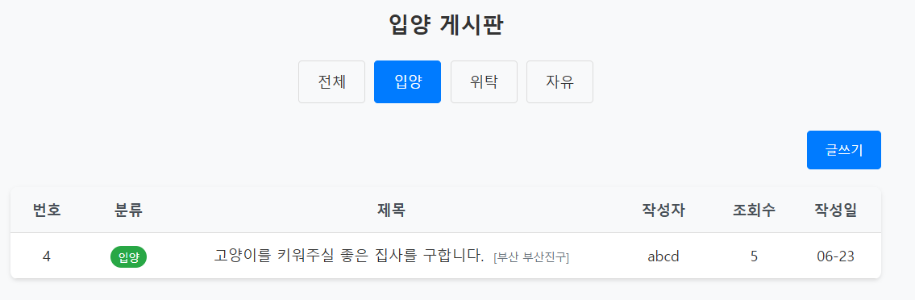 입양 게시판
전체 입양 위탁 자유
글쓰기
번호 분류 제목 작성자 조회수 작성일
4 입양 고양이를 키워주실 좋은 집사를 구합니다. [부산 부산진구] abcd 5 06-23